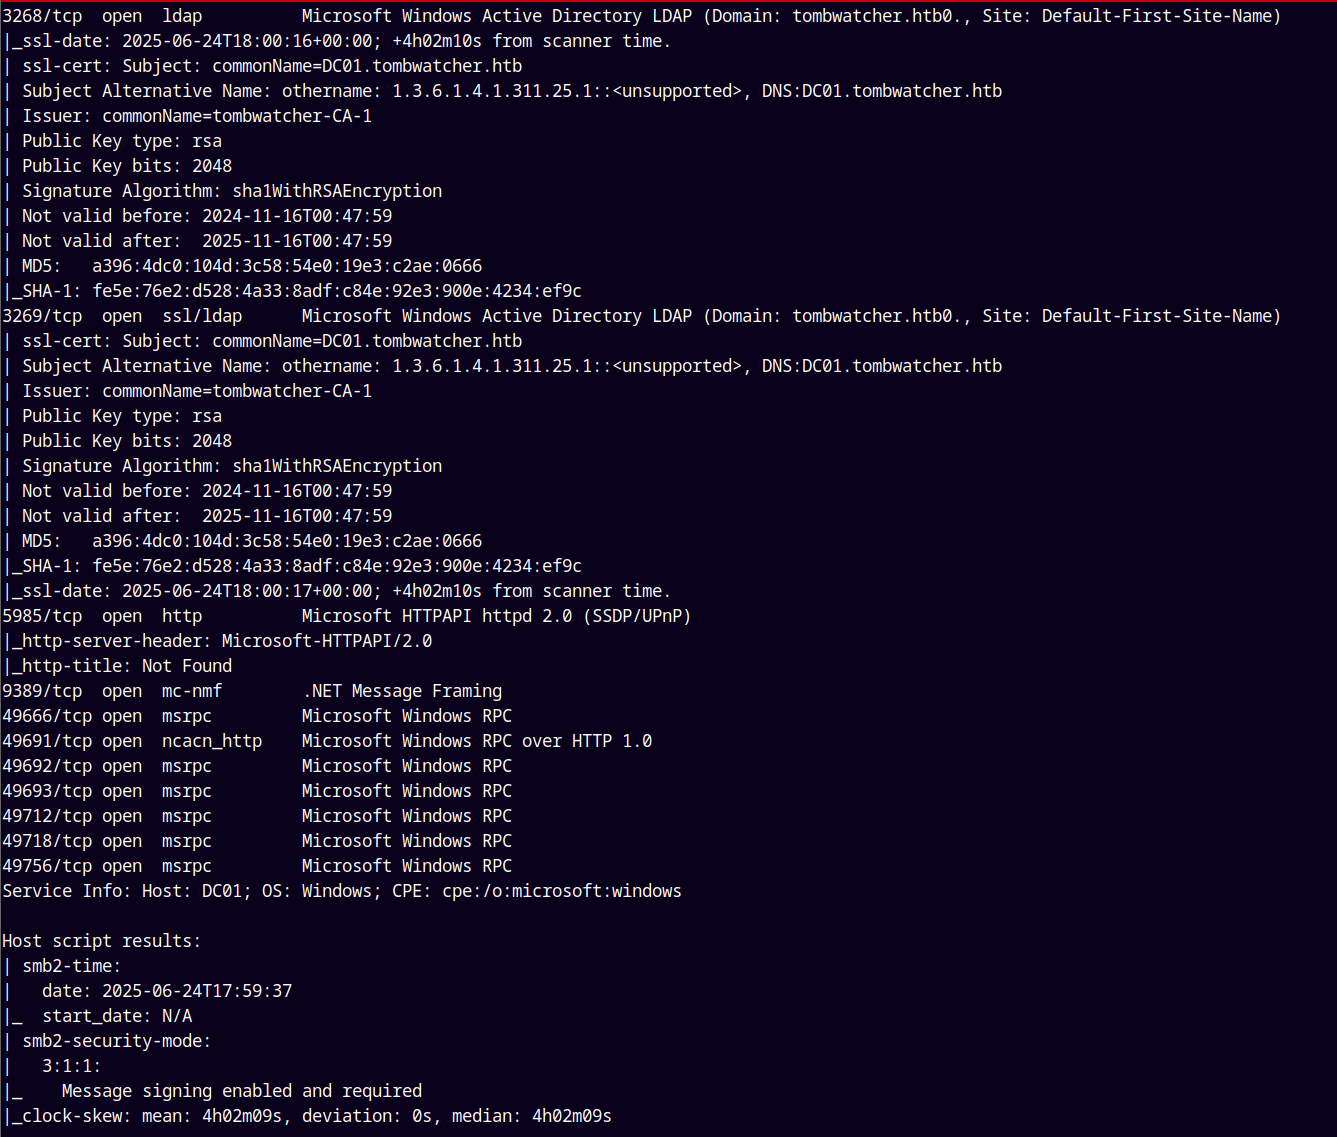 3268/tcp  open  ldap          Microsoft Windows Active Directory LDAP (Domain: tombwatcher.htb0., Site: Default-First-Site-Name)
|_ssl-date: 2025-06-24T18:00:16+00:00; +4h02m10s from scanner time.
| ssl-cert: Subject: commonName=DC01.tombwatcher.htb
| Subject Alternative Name: othername: 1.3.6.1.4.1.311.25.1::<unsupported>, DNS:DC01.tombwatcher.htb
| Issuer: commonName=tombwatcher-CA-1
| Public Key type: rsa
| Public Key bits: 2048
| Signature Algorithm: sha1WithRSAEncryption
| Not valid before: 2024-11-16T00:47:59
| Not valid after:  2025-11-16T00:47:59
| MD5:   a396:4dc0:104d:3c58:54e0:19e3:c2ae:0666
|_SHA-1: fe5e:76e2:d528:4a33:8adf:c84e:92e3:900e:4234:ef9c
3269/tcp  open  ssl/ldap      Microsoft Windows Active Directory LDAP (Domain: tombwatcher.htb0., Site: Default-First-Site-Name)
| ssl-cert: Subject: commonName=DC01.tombwatcher.htb
| Subject Alternative Name: othername: 1.3.6.1.4.1.311.25.1::<unsupported>, DNS:DC01.tombwatcher.htb
| Issuer: commonName=tombwatcher-CA-1
| Public Key type: rsa
| Public Key bits: 2048
| Signature Algorithm: sha1WithRSAEncryption
| Not valid before: 2024-11-16T00:47:59
| Not valid after:  2025-11-16T00:47:59
| MD5:   a396:4dc0:104d:3c58:54e0:19e3:c2ae:0666
|_SHA-1: fe5e:76e2:d528:4a33:8adf:c84e:92e3:900e:4234:ef9c
|_ssl-date: 2025-06-24T18:00:17+00:00; +4h02m10s from scanner time.
5985/tcp  open  http          Microsoft HTTPAPI httpd 2.0 (SSDP/UPnP)
|_http-server-header: Microsoft-HTTPAPI/2.0
|_http-title: Not Found
9389/tcp  open  mc-nmf        .NET Message Framing
49666/tcp open  msrpc         Microsoft Windows RPC
49691/tcp open  ncacn_http    Microsoft Windows RPC over HTTP 1.0
49692/tcp open  msrpc         Microsoft Windows RPC
49693/tcp open  msrpc         Microsoft Windows RPC
49712/tcp open  msrpc         Microsoft Windows RPC
49718/tcp open  msrpc         Microsoft Windows RPC
49756/tcp open  msrpc         Microsoft Windows RPC
Service Info: Host: DC01; OS: Windows; CPE: cpe:/o:microsoft:windows

Host script results:
| smb2-time:
|   date: 2025-06-24T17:59:37
|_  start_date: N/A
| smb2-security-mode:
|   3:1:1:
|_    Message signing enabled and required
|_clock-skew: mean: 4h02m09s, deviation: 0s, median: 4h02m09s